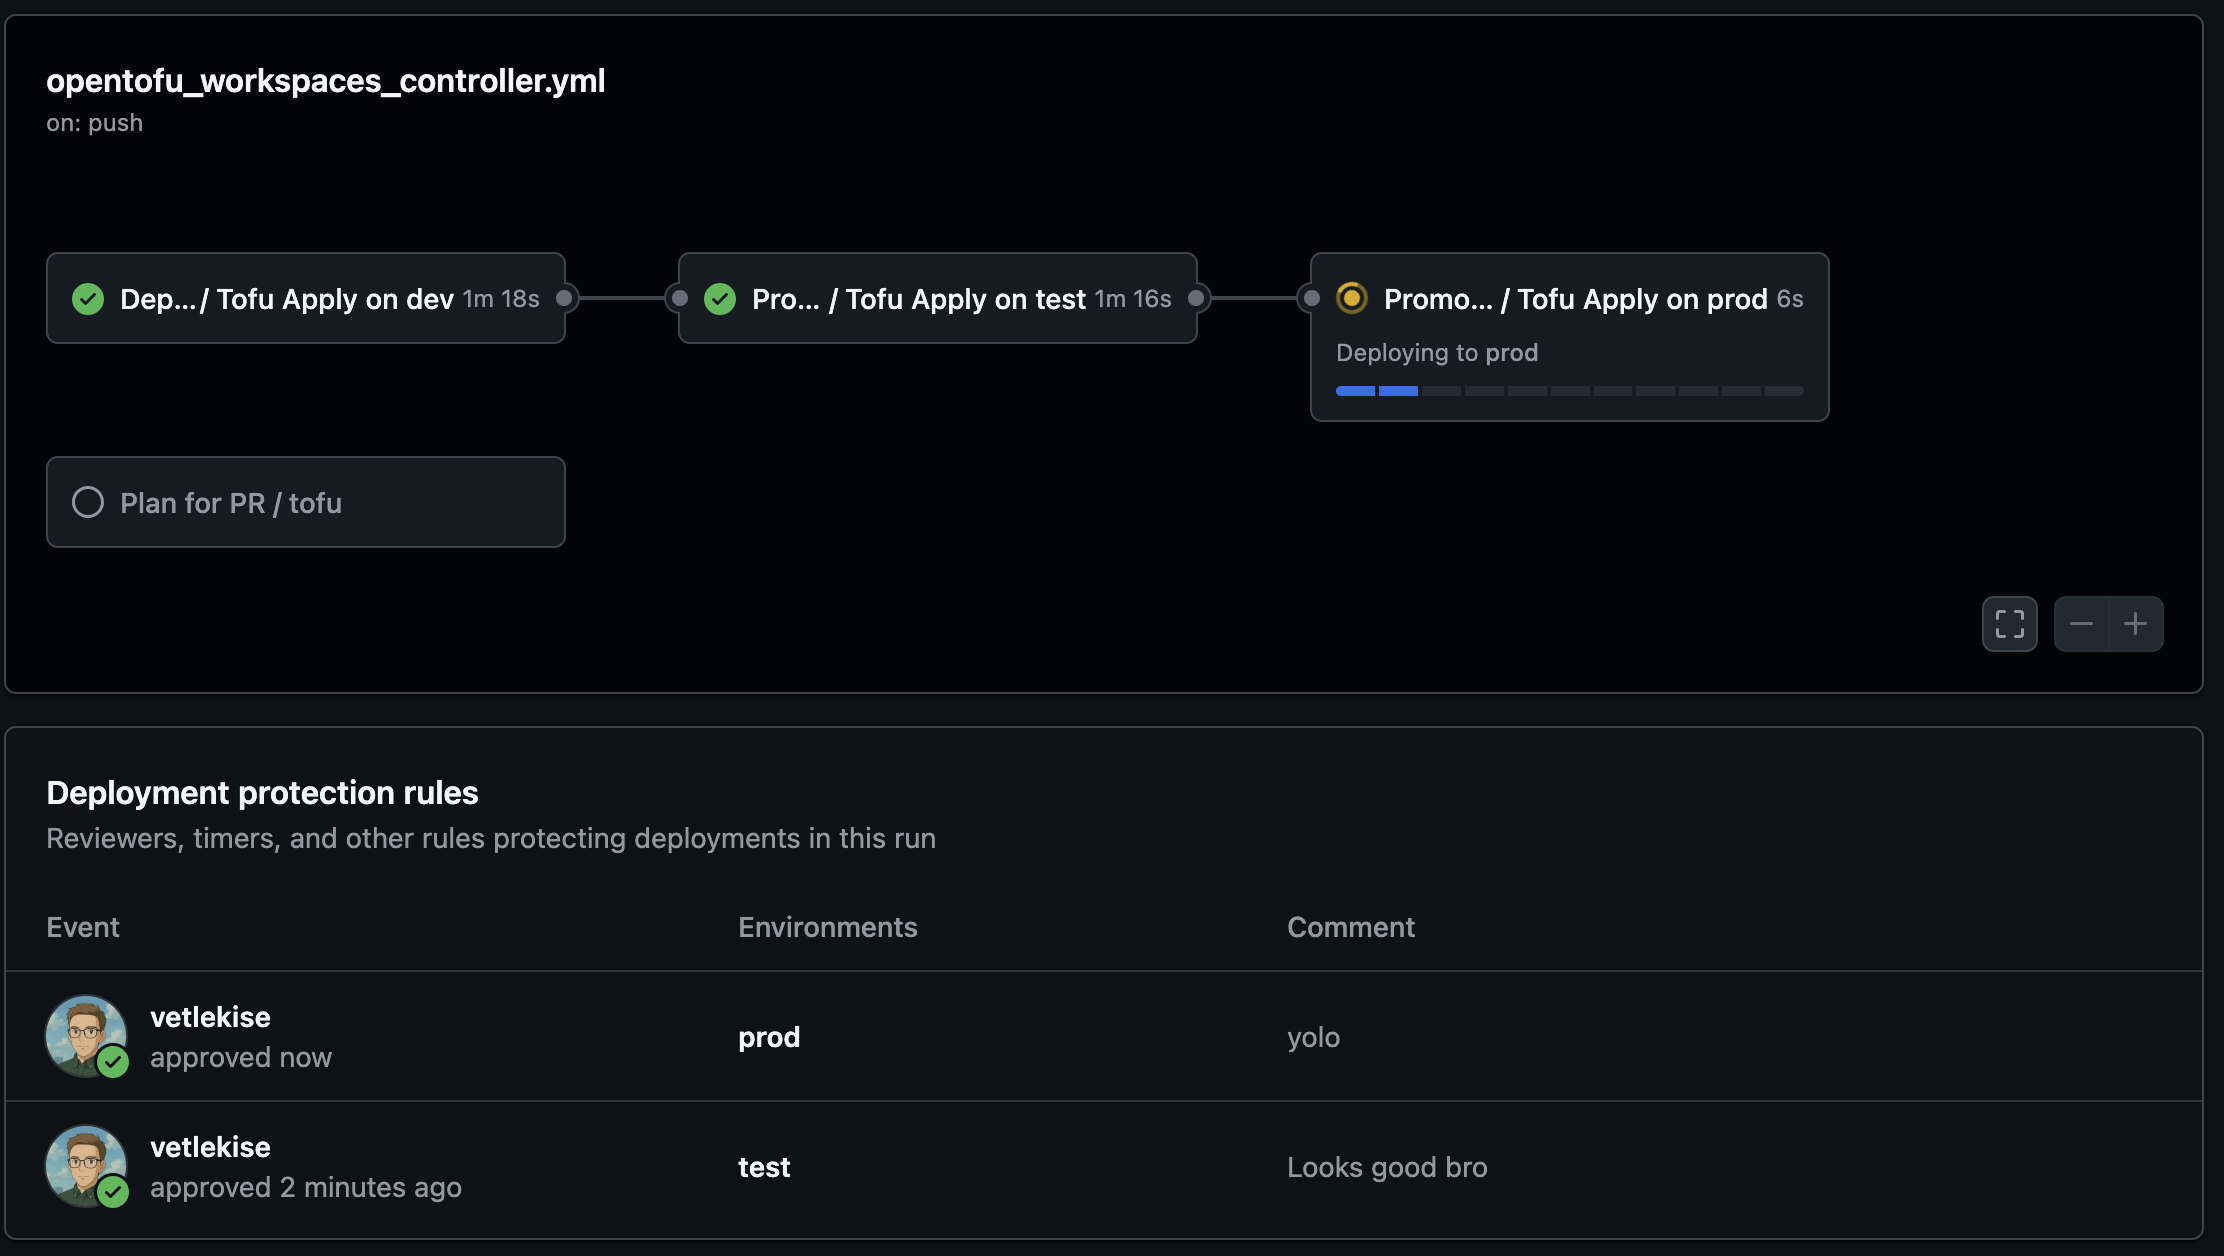 opentofu_workspaces_controller.yml
on: push
Dep... / Tofu Apply on dev 1m 18s
Pro... / Tofu Apply on test 1m 16s
Promo... / Tofu Apply on prod 6s
Deploying to prod
Plan for PR / tofu
Deployment protection rules
Reviewers, timers, and other rules protecting deployments in this run
Event Environments Comment
vetlekise
approved now
prod
yolo
vetlekise
approved 2 minutes ago
test
Looks good bro